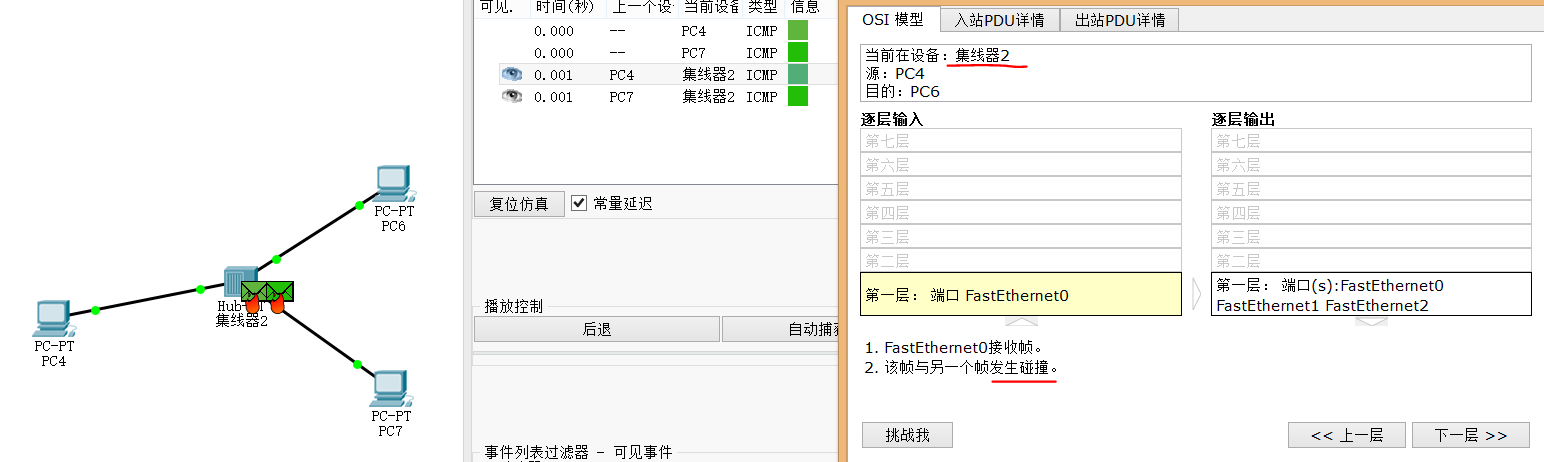 PC-PT
PC6
集线器2
PC-PT
PC4
PC-PT
PC7
可见. 时间(秒) 上一个设 当前设备 类型 信息
0.000 -- PC4 ICMP
0.000 -- PC7 ICMP
0.001 PC4 集线器2 ICMP
0.001 PC7 集线器2 ICMP
复位仿真 常量延迟
播放控制
后退 自动捕获
事件列表过滤器 - 可见事件
OSI 模型 入站PDU详情 出站PDU详情
当前在设备: 集线器2
源: PC4
目的: PC6
逐层输入
第七层
第六层
第五层
第四层
第三层
第二层
第一层: 端口 FastEthernet0
逐层输出
第七层
第六层
第五层
第四层
第三层
第二层
第一层: 端口(s):FastEthernet0
FastEthernet1 FastEthernet2
1. FastEthernet0接收帧。
2. 该帧与另一个帧发生碰撞。
挑战我 << 上一层 下一层 >>